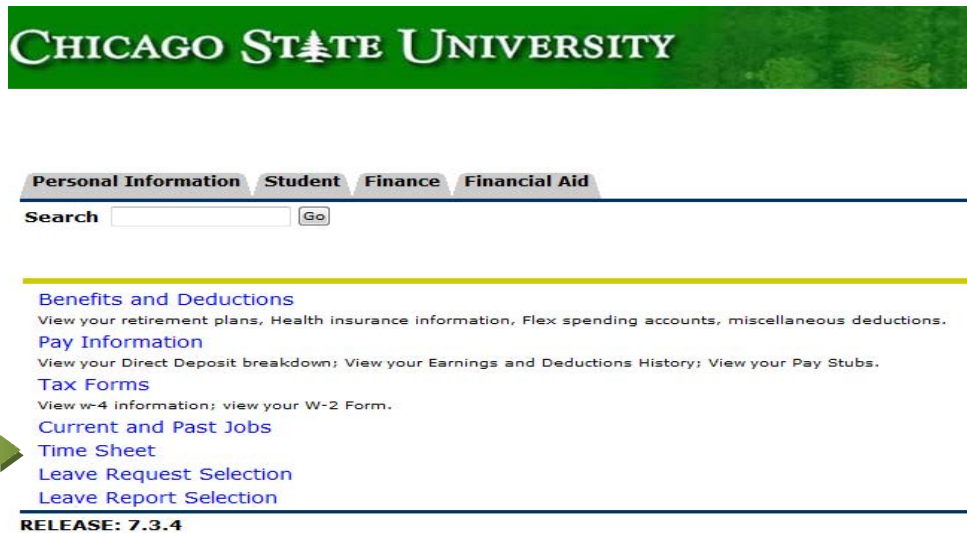 CHICAGO STATE UNIVERSITY
Personal Information Student Finance Financial Aid
Search Go
Benefits and Deductions
View your retirement plans, Health insurance information, Flex spending accounts, miscellaneous deductions.
Pay Information
View your Direct Deposit breakdown; View your Earnings and Deductions History; View your Pay Stubs.
Tax Forms
View w-4 information; view your W-2 Form.
Current and Past Jobs
Time Sheet
Leave Request Selection
Leave Report Selection
RELEASE: 7.3.4